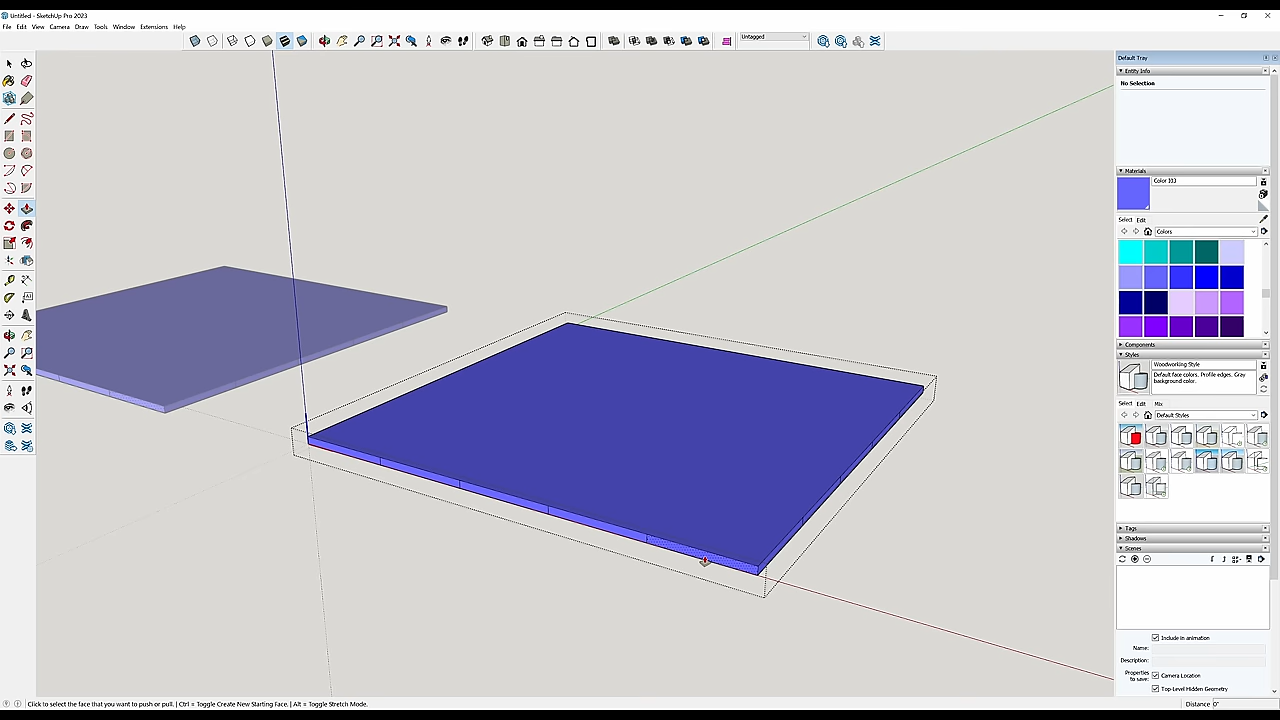 Untitled - SketchUp Pro 2023
File Edit View Camera Draw Tools Window Extensions Help
Untagged
Default Tray
Entity Info
No Selection
Materials
Color I03
Select Edit
Colors
Components
Styles
Woodworking Style
Default face colors. Profile edges. Gray
background color.
Select Edit Mix
Default Styles
Tags
Shadows
Scenes
Include in animation
Name:
Description:
Properties
to save:
Camera Location
Top-Level Hidden Geometry
Click to select the face that you want to push or pull. | Ctrl = Toggle Create New Starting Face. | Alt = Toggle Stretch Mode.
Distance 0"